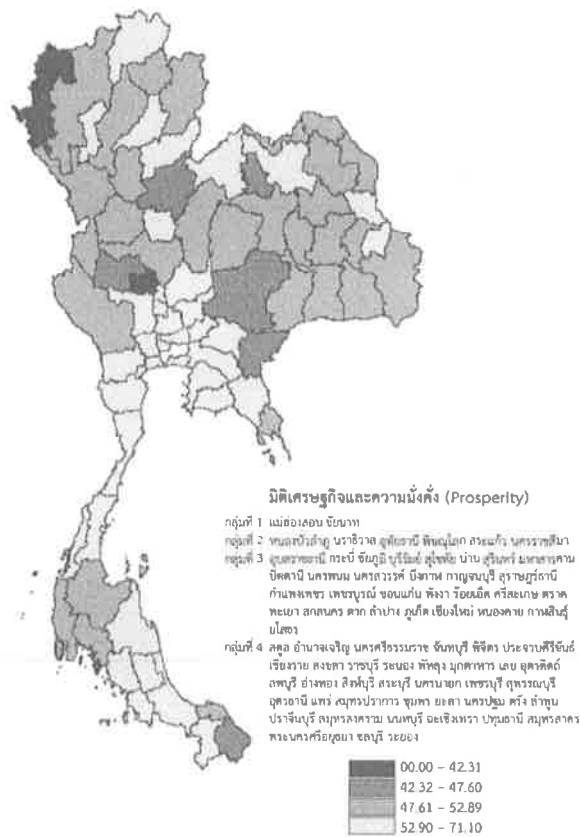 มิติเศรษฐกิจและความมั่งคั่ง (Prosperity)
กลุ่มที่ 1 แม่ฮ่องสอน ชัยนาท
กลุ่มที่ 2 หนองบัวลำภู นราธิวาส อุทัยธานี พิษณุโลก สระแก้ว นครราชสีมา
กลุ่มที่ 3 อุบลราชธานี กระบี่ ชัยภูมิ บุรีรัมย์ สุโขทัย น่าน สุรินทร์ มหาสารคาม
ปัตตานี นครพนม นครสวรรค์ บึงกาฬ กาญจนบุรี สุราษฎร์ธานี
กำแพงเพชร เพชรบูรณ์ ขอนแก่น พังงา ร้อยเอ็ด ศรีสะเกษ ตราด
พะเยา สกลนคร ตาก ลำปาง ภูเก็ต เชียงใหม่ หนองคาย กาฬสินธุ์
ยโสธร
กลุ่มที่ 4 สตูล อำนาจเจริญ นครศรีธรรมราช จันทบุรี พิจิตร ประจวบคีรีขันธ์
เชียงราย สงขลา ราชบุรี ระนอง พัทลุง มุกดาหาร เลย อุตรดิตถ์
ลพบุรี อ่างทอง สิงห์บุรี สระบุรี นครนายก เพชรบุรี สุพรรณบุรี
อุดรธานี แพร่ สมุทรปราการ ชุมพร ยะลา นครปฐม ตรัง ลำพูน
ปราจีนบุรี สมุทรสงคราม นนทบุรี ฉะเชิงเทรา ปทุมธานี สมุทรสาคร
พระนครศรีอยุธยา ชลบุรี ระยอง
00.00 - 42.31
42.32 - 47.60
47.61 - 52.89
52.90 - 71.10